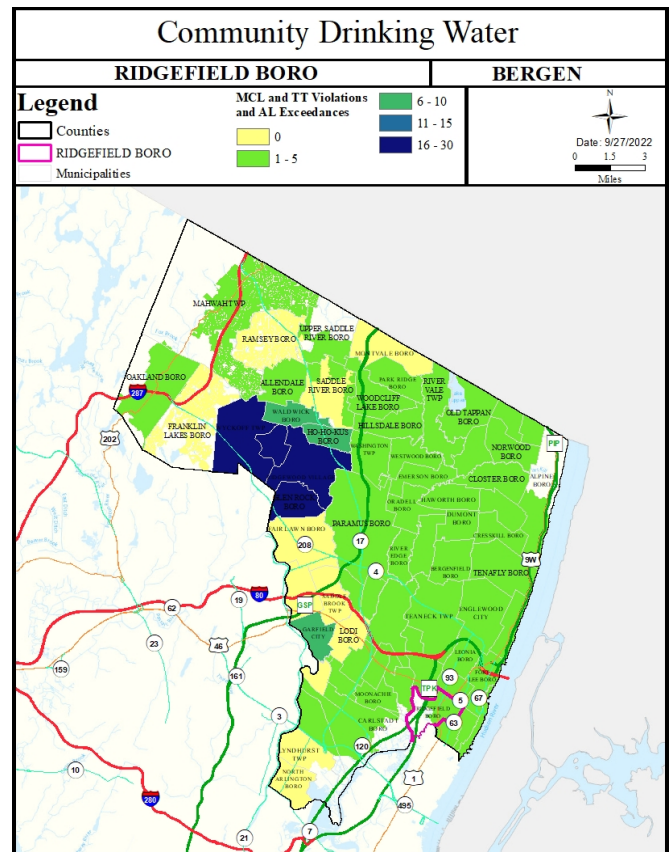 Community Drinking Water
RIDGEFIELD BORO
BERGEN
Legend
Counties
RIDGEFIELD BORO
Municipalities
MCL and TT Violations
and AL Exceedances
0
1 - 5
6 - 10
11 - 15
16 - 30
N
Date: 9/27/2022
0 1.5 3
Miles
MAHWAH TWP
RAMSEY BORO
UPPER SADDLE
RIVER BORO
MONTVALE BORO
OAKLAND BORO
ALLENDALE
BORO
SADDLE
RIVER BORO
PARK RIDGE
BORO
RIVER
VALE
TWP
WOODCLIFF
LAKE BORO
OLD TAPPAN
BORO
287
FRANKLIN
LAKES BORO
WALDWICK
BORO
HO-HO-KUS
BORO
HILLSDALE BORO
202
WASHINGTON
TWP
WESTWOOD BORO
NORWOOD
BORO
PIP
EMERSON BORO
CLOSTER BORO
ALPINE
BORO
GLEN ROCK
BORO
ORADELL
BORO
HAWORTH BORO
FAIR LAWN BORO
PARAMUS BORO
DUMONT
BORO
CRESSKILL BORO
208
17
RIVER
EDGE
BORO
9W
4
BERGENFIELD
BORO
TENAFLY BORO
80
19
GSP
62
BROOK
TWP
TEANECK TWP
ENGLEWOOD
CITY
GARFIELD
CITY
LODI
BORO
23
46
LEONIA
BORO
159
161
93
FORT
LEE BORO
TPK
67
MOONACHIE
BORO
5
3
CARLSTADT
BORO
63
120
LYNDHURST
TWP
10
NORTH
ARLINGTON
BORO
1
280
495
7
21